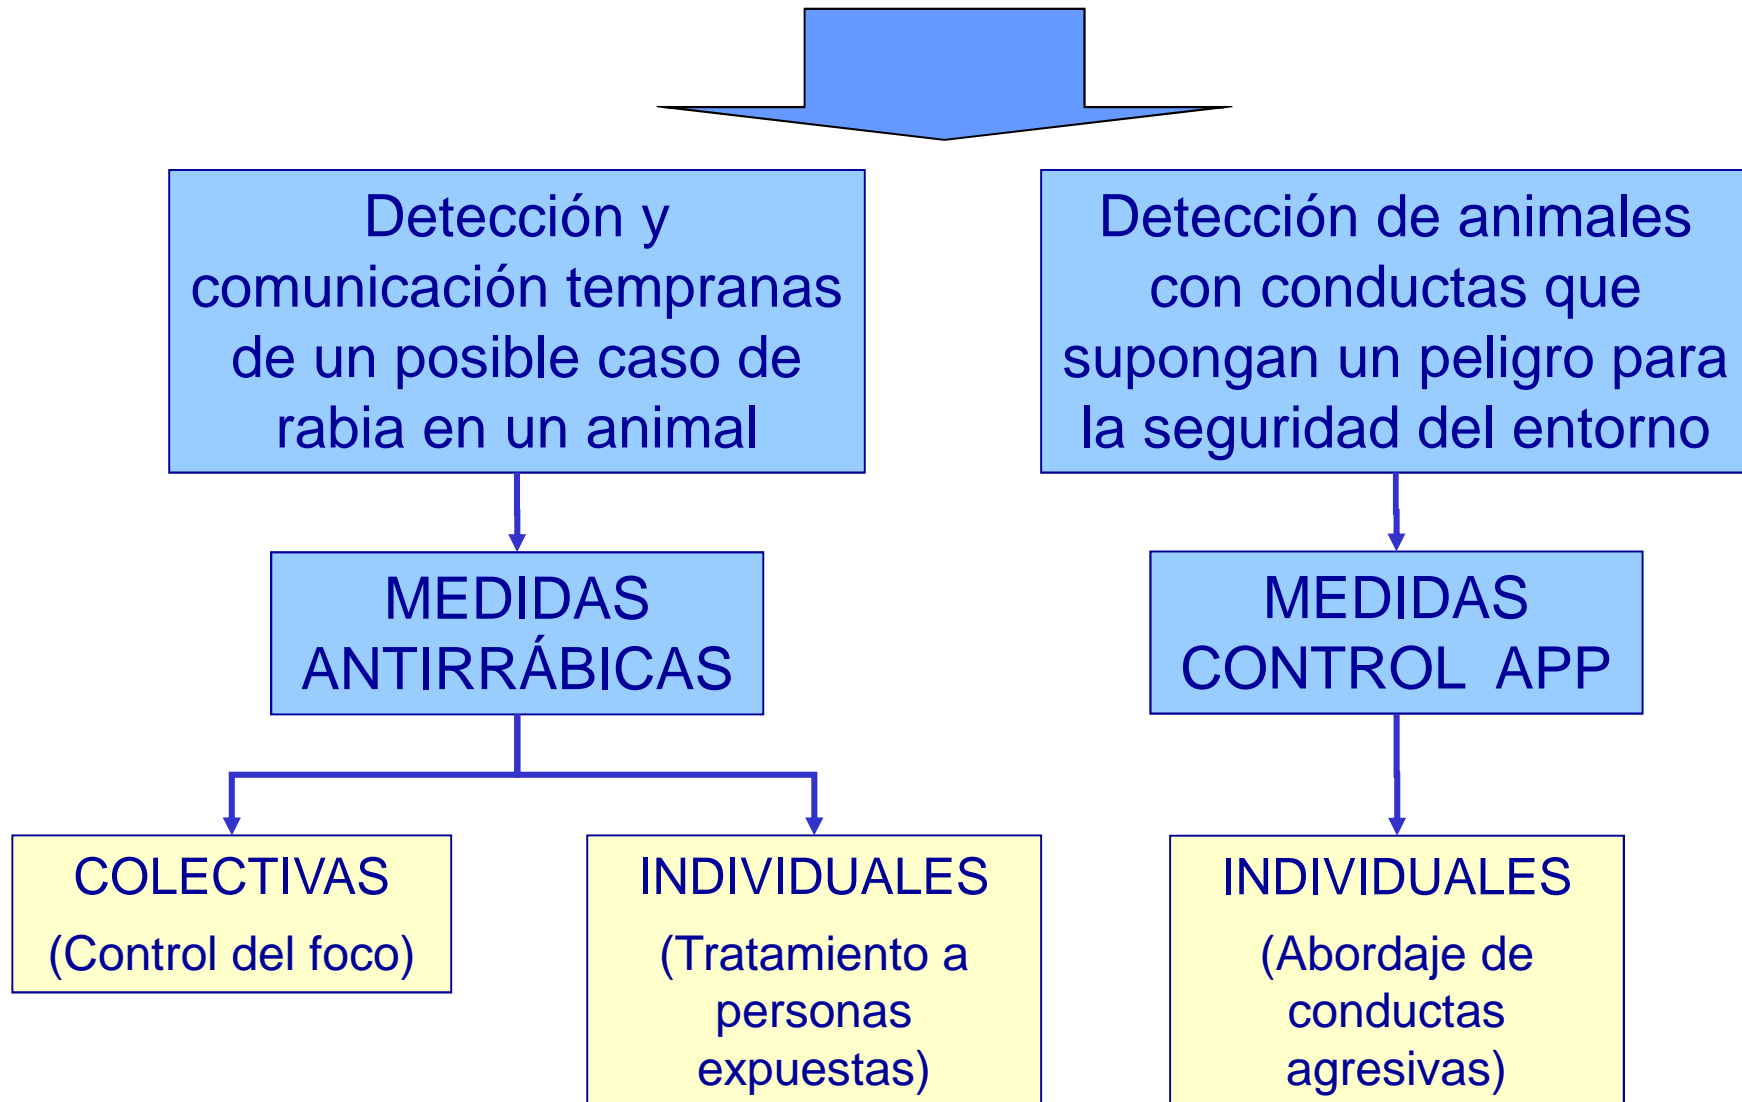 Detección y
comunicación tempranas
de un posible caso de
rabia en un animal
Detección de animales
con conductas que
supongan un peligro para
la seguridad del entorno
MEDIDAS
ANTIRRÁBICAS
MEDIDAS
CONTROL APP
COLECTIVAS
(Control del foco)
INDIVIDUALES
(Tratamiento a
personas
expuestas)
INDIVIDUALES
(Abordaje de
conductas
agresivas)